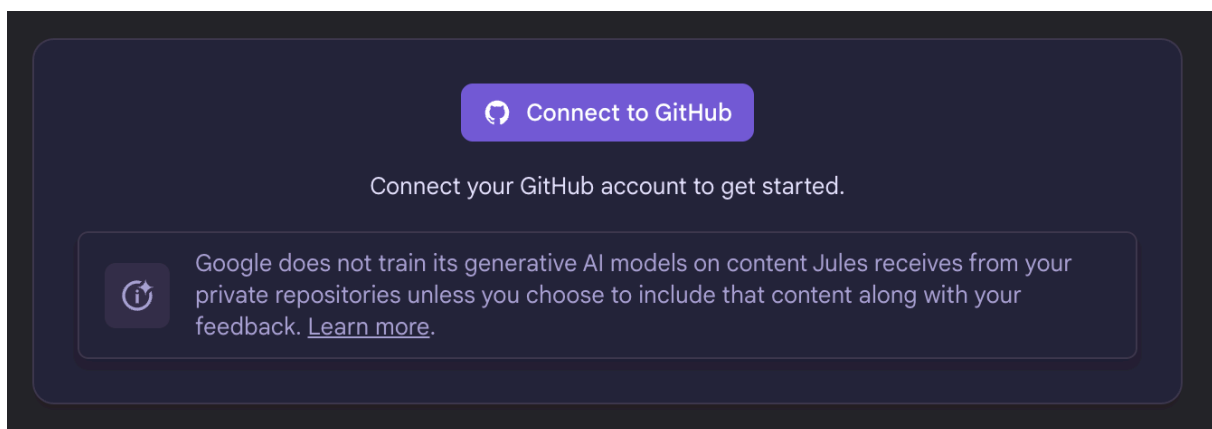 Connect to GitHub
Connect your GitHub account to get started.
Google does not train its generative AI models on content Jules receives from your
private repositories unless you choose to include that content along with your
feedback. Learn more.